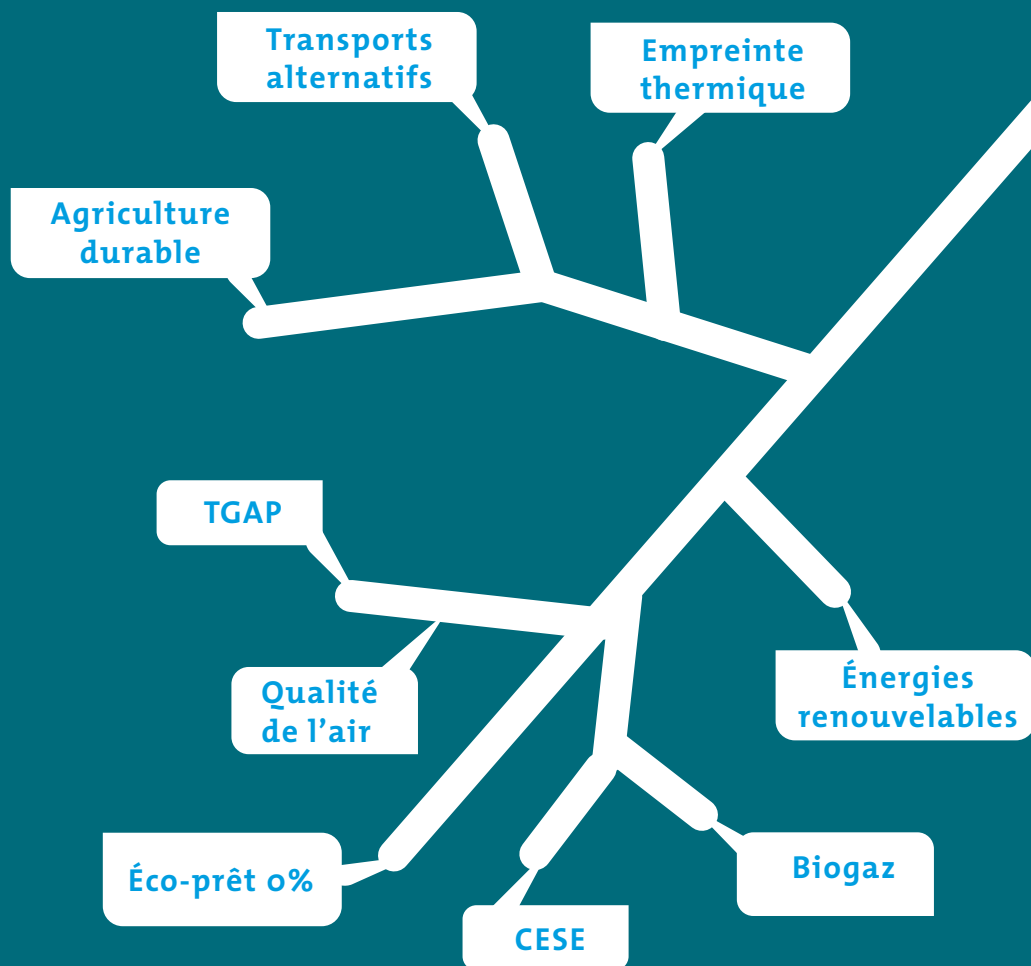 Transports
alternatifs
Empreinte
thermique
Agriculture
durable
TGAP
Qualité
de l’air
Énergies
renouvelables
Éco-prêt 0%
Biogaz
CESE